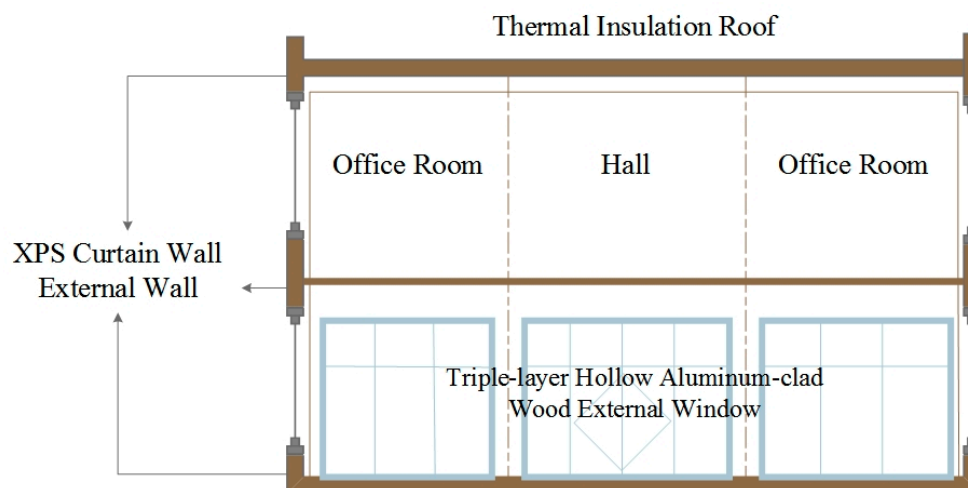 Thermal Insulation Roof
Office Room
Hall
Office Room
XPS Curtain Wall
External Wall
Triple-layer Hollow Aluminum-clad
Wood External Window